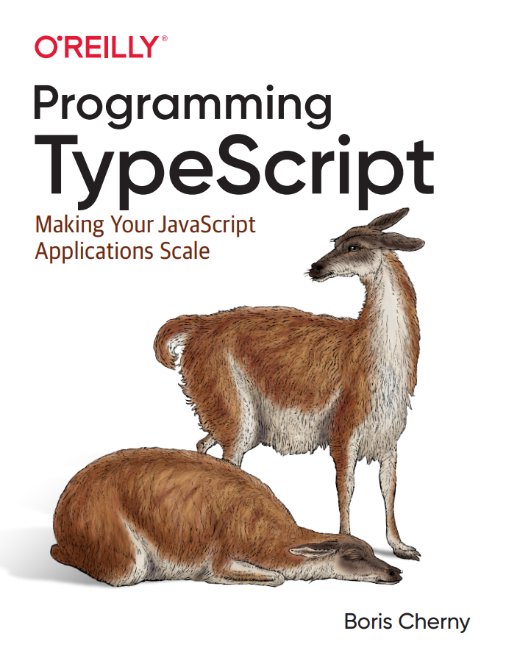 O'REILLY®
Programming
TypeScript
Making Your JavaScript
Applications Scale
Boris Cherny